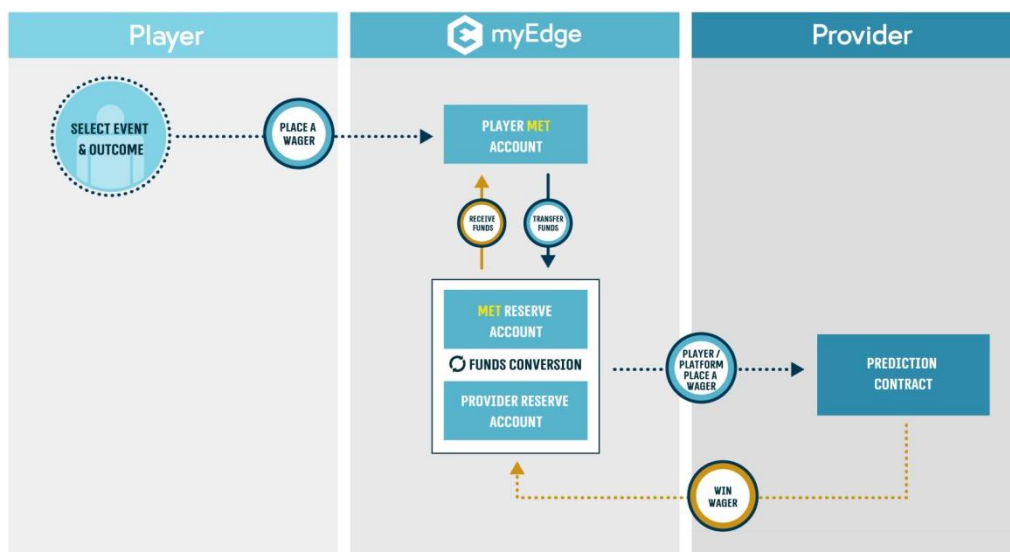 Player
myEdge
Provider
SELECT EVENT
& OUTCOME
PLACE A
WAGER
PLAYER MET
ACCOUNT
RECEIVE
FUNDS
TRANSFER
FUNDS
MET RESERVE
ACCOUNT
FUNDS CONVERSION
PROVIDER RESERVE
ACCOUNT
PLAYER /
PLATFORM
PLACE A
WAGER
PREDICTION
CONTRACT
WIN
WAGER